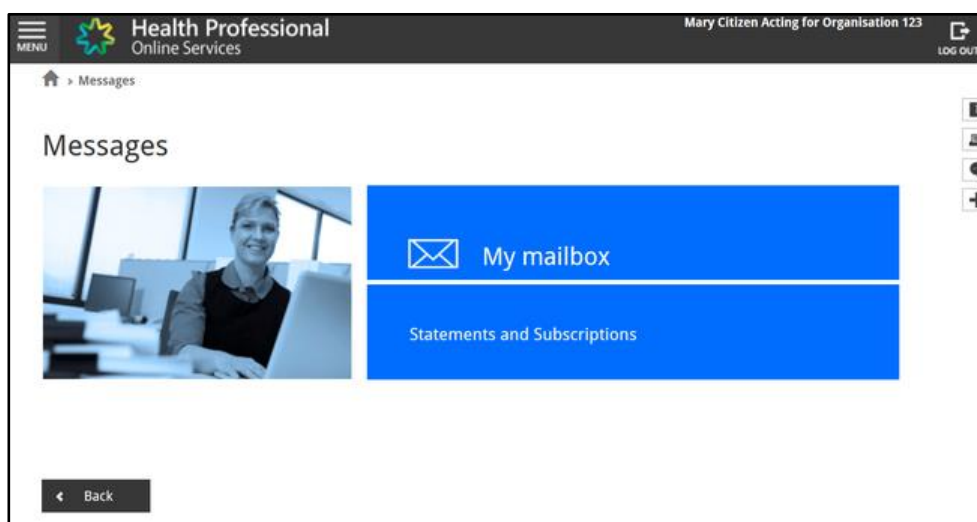 Health Professional
Online Services
Mary Citizen Acting for Organisation 123
MENU
LOG OUT
> Messages
Messages
My mailbox
Statements and Subscriptions
Back